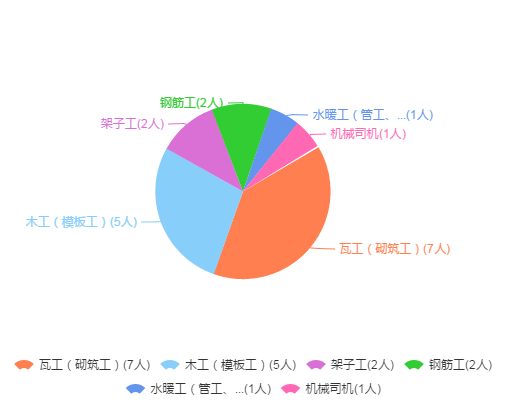 钢筋工(2人)
水暖工（管工、...(1人)
架子工(2人)
机械司机(1人)
木工（模板工）(5人)
瓦工（砌筑工）(7人)
瓦工（砌筑工）(7人) 木工（模板工）(5人) 架子工(2人) 钢筋工(2人)
水暖工（管工、...(1人) 机械司机(1人)